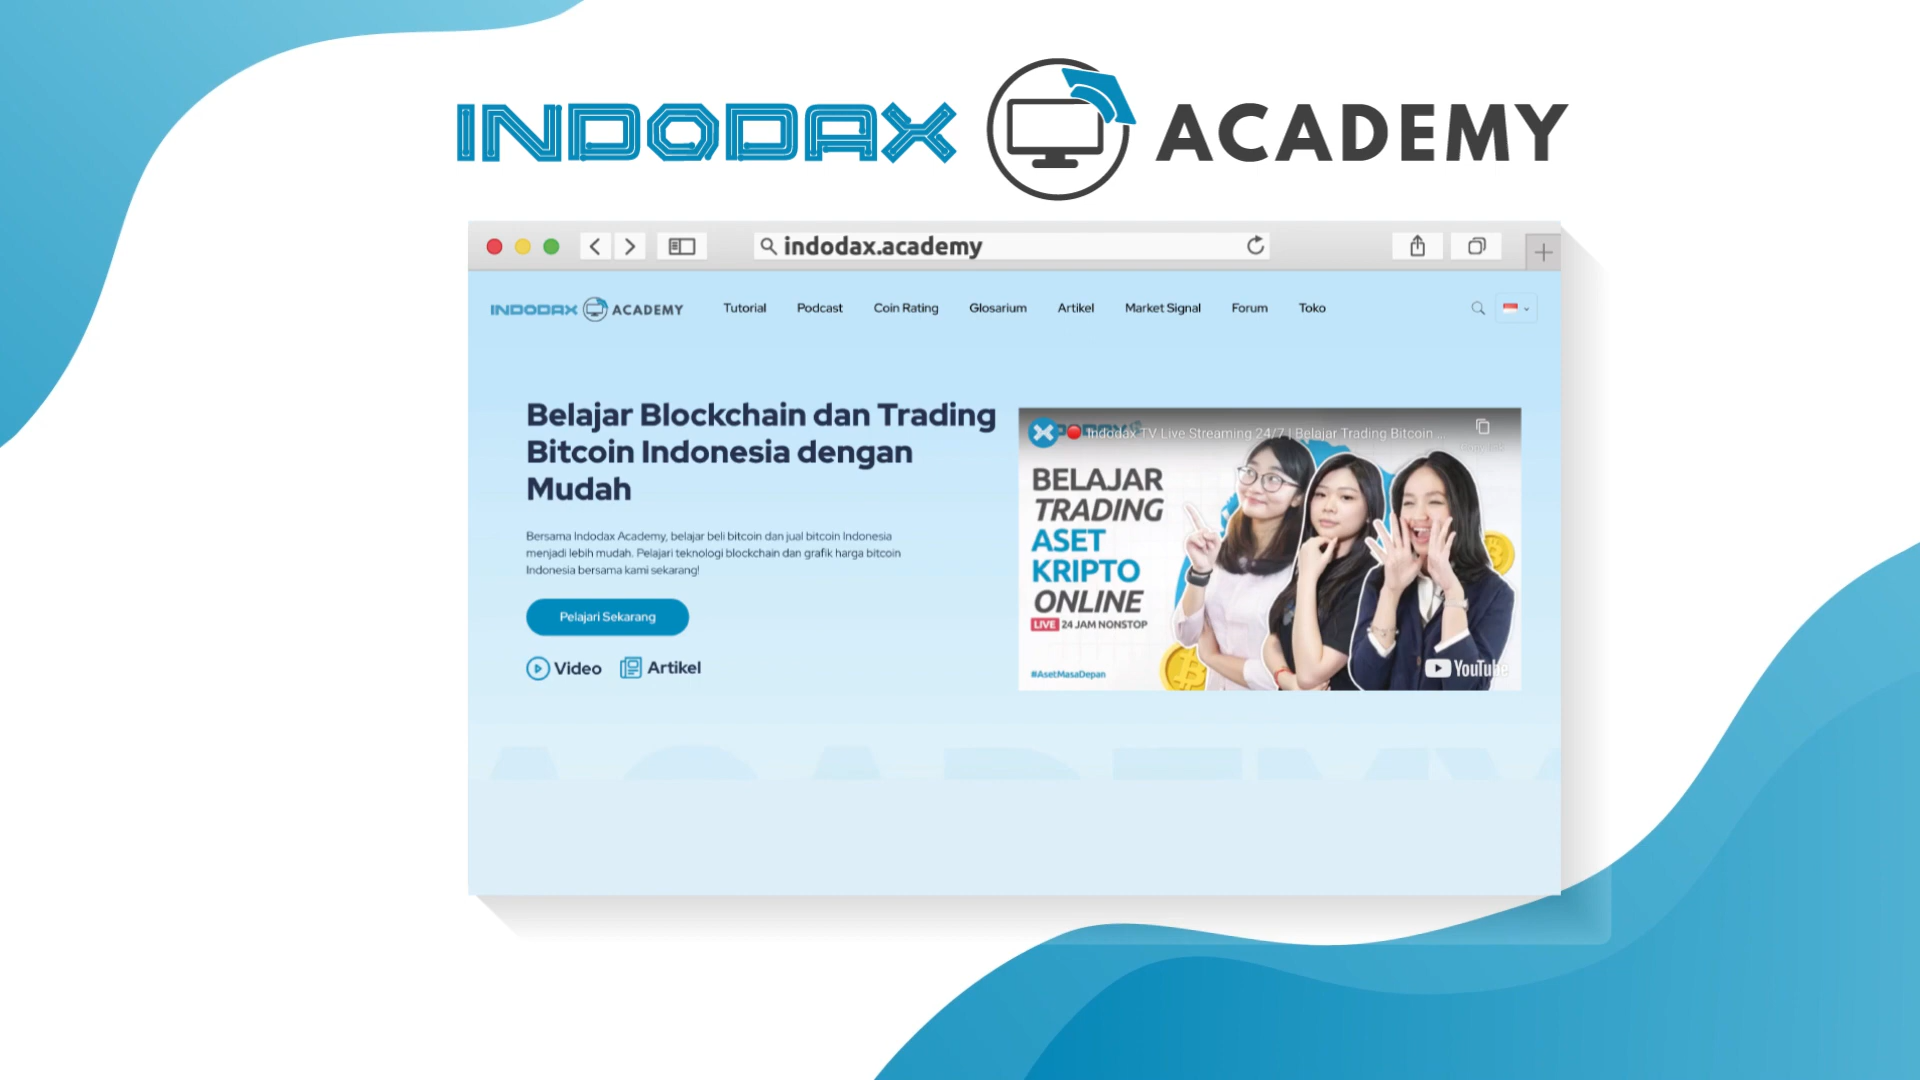 INDODAX ACADEMY
indodax.academy
INDODAX ACADEMY Tutorial Podcast Coin Rating Glosarium Artikel Market Signal Forum Toko
Belajar Blockchain dan Trading
Bitcoin Indonesia dengan
Mudah
Bersama Indodax Academy, belajar beli bitcoin dan jual bitcoin Indonesia
menjadi lebih mudah. Pelajari teknologi blockchain dan grafik harga bitcoin
Indonesia bersama kami sekarang!
Pelajari Sekarang
Video Artikel
Indodax TV Live Streaming 24/7 | Belajar Trading Bitcoin ...
BELAJAR
TRADING
ASET
KRIPTO
ONLINE
LIVE 24 JAM NONSTOP
#AsetMasaDepan
YouTube
ACADEMY